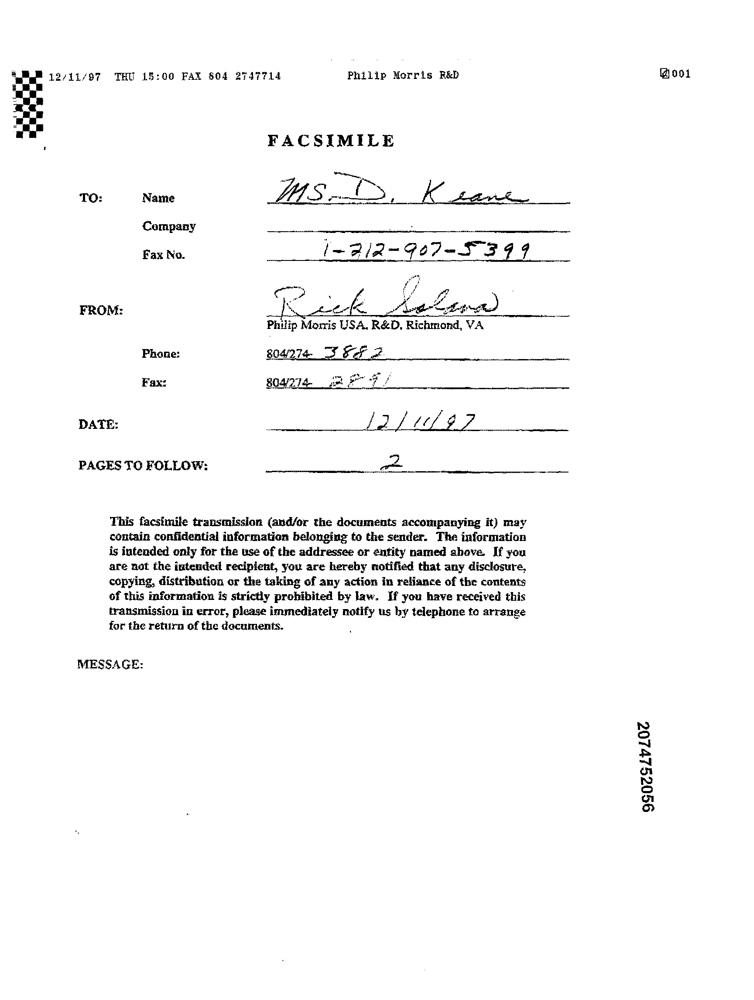 12/11/97 THU 15:00 FAX 804 2747714 Philip Morris R&D 001
FACSIMILE
TO: Name MS. D. Keane
Company
Fax No. 1-212-907-5399
FROM: Rick Solana
Philip Morris USA, R&D, Richmond, VA
Phone: 804/274- 3882
Fax: 804/274- 2891
DATE: 12/11/97
PAGES TO FOLLOW: 2
This facsimile transmission (and/or the documents accompanying it) may
contain confidential information belonging to the sender. The information
is intended only for the use of the addressee or entity named above. If you
are not the intended recipient, you are hereby notified that any disclosure,
copying, distribution or the taking of any action in reliance of the contents
of this information is strictly prohibited by law. If you have received this
transmission in error, please immediately notify us by telephone to arrange
for the return of the documents.
MESSAGE:
2074752056